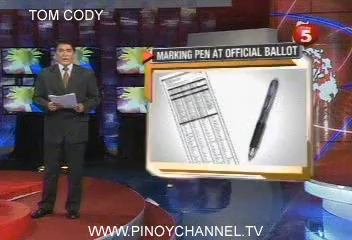 TOM CODY
5
MARKING PEN AT OFFICIAL BALLOT
WWW.PINOYCHANNEL.TV